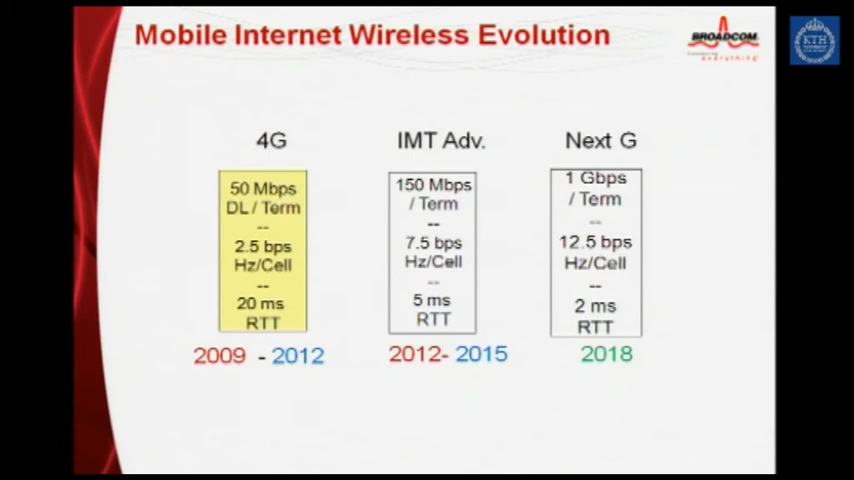 Mobile Internet Wireless Evolution
BROADCOM
everything
KTH
4G
IMT Adv.
Next G
50 Mbps
DL / Term
--
2.5 bps
Hz/Cell
--
20 ms
RTT
150 Mbps
/ Term
--
7.5 bps
Hz/Cell
--
5 ms
RTT
1 Gbps
/ Term
--
12.5 bps
Hz/Cell
--
2 ms
RTT
2009 - 2012
2012- 2015
2018